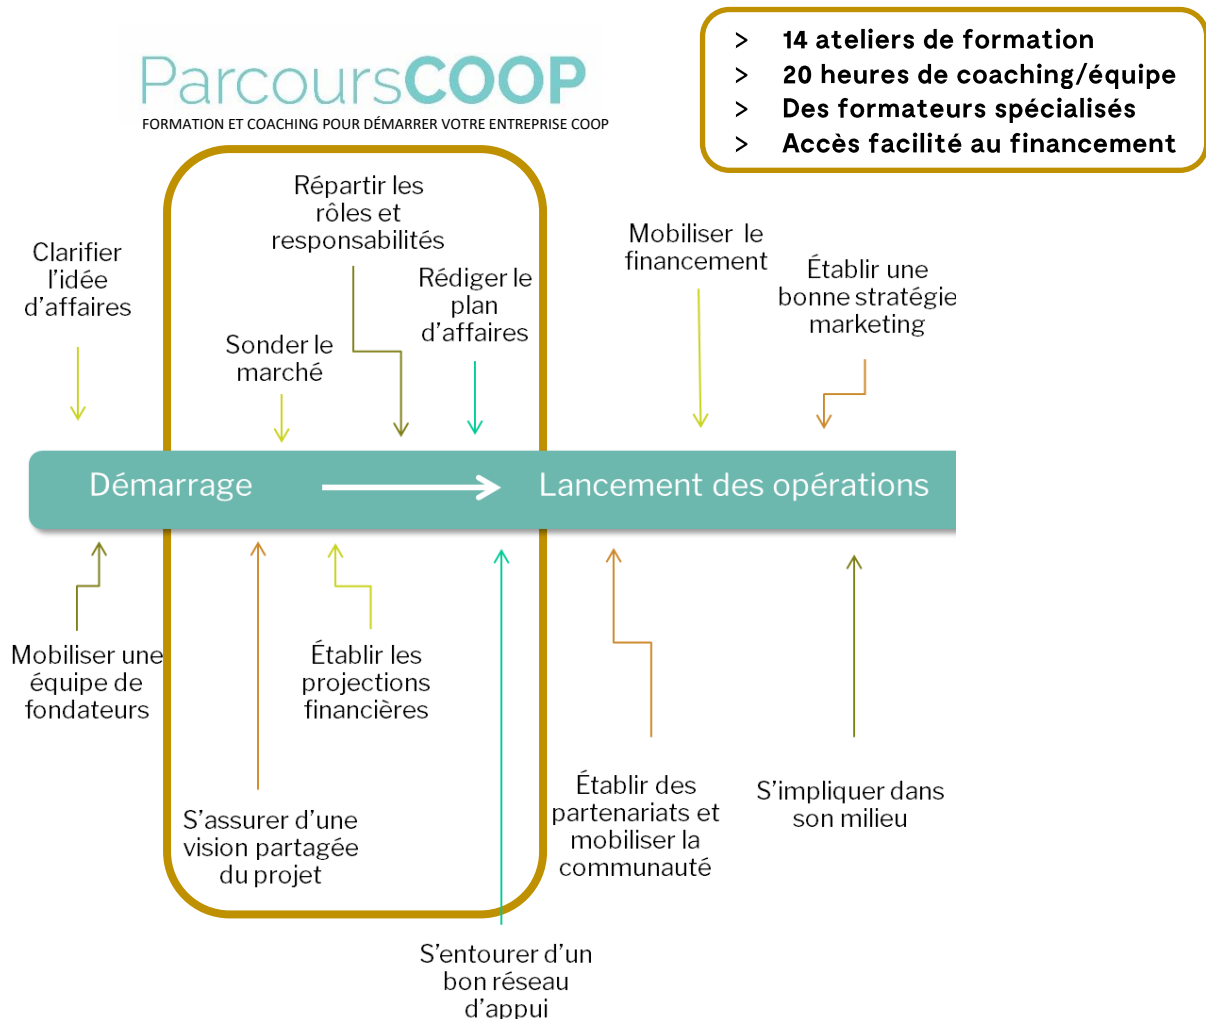 ParcoursCOOP
FORMATION ET COACHING POUR DÉMARRER VOTRE ENTREPRISE COOP
> 14 ateliers de formation
> 20 heures de coaching/équipe
> Des formateurs spécialisés
> Accès facilité au financement
Clarifier
l'idée
d'affaires
Sonder le
marché
Répartir les
rôles et
responsabilités
Rédiger le
plan
d'affaires
Mobiliser le
financement
Établir une
bonne stratégie
marketing
Démarrage
Lancement des opérations
Mobiliser une
équipe de
fondateurs
S'assurer d'une
vision partagée
du projet
Établir les
projections
financières
S'entourer d'un
bon réseau
d'appui
Établir des
partenariats et
mobiliser la
communauté
S'impliquer dans
son milieu